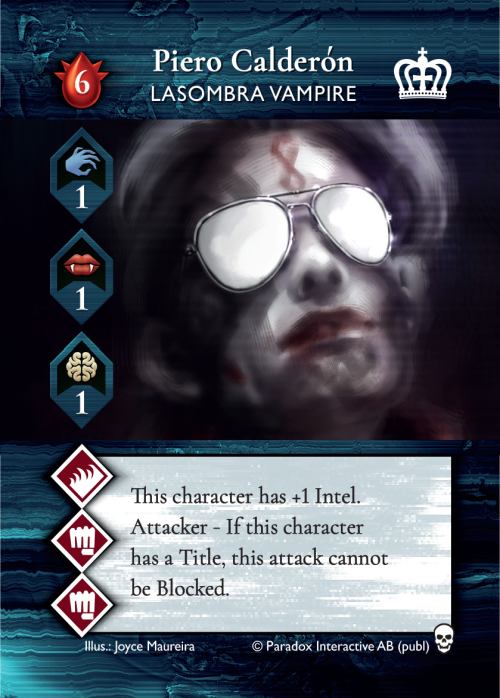 6
Piero Calderón
LASOMBRA VAMPIRE
1
1
1
This character has +1 Intel.
Attacker - If this character
has a Title, this attack cannot
be Blocked.
Illus.: Joyce Maureira
© Paradox Interactive AB (publ)